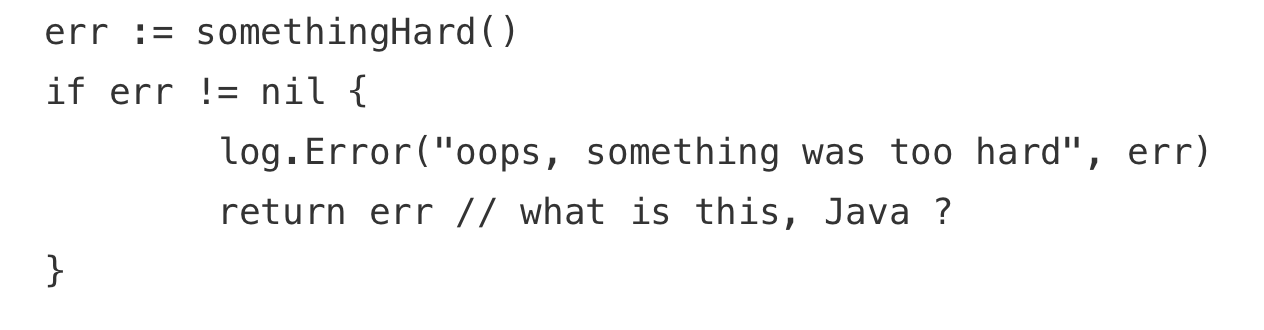 err := somethingHard()
if err != nil {
        log.Error("oops, something was too hard", err)
        return err // what is this, Java ?
}